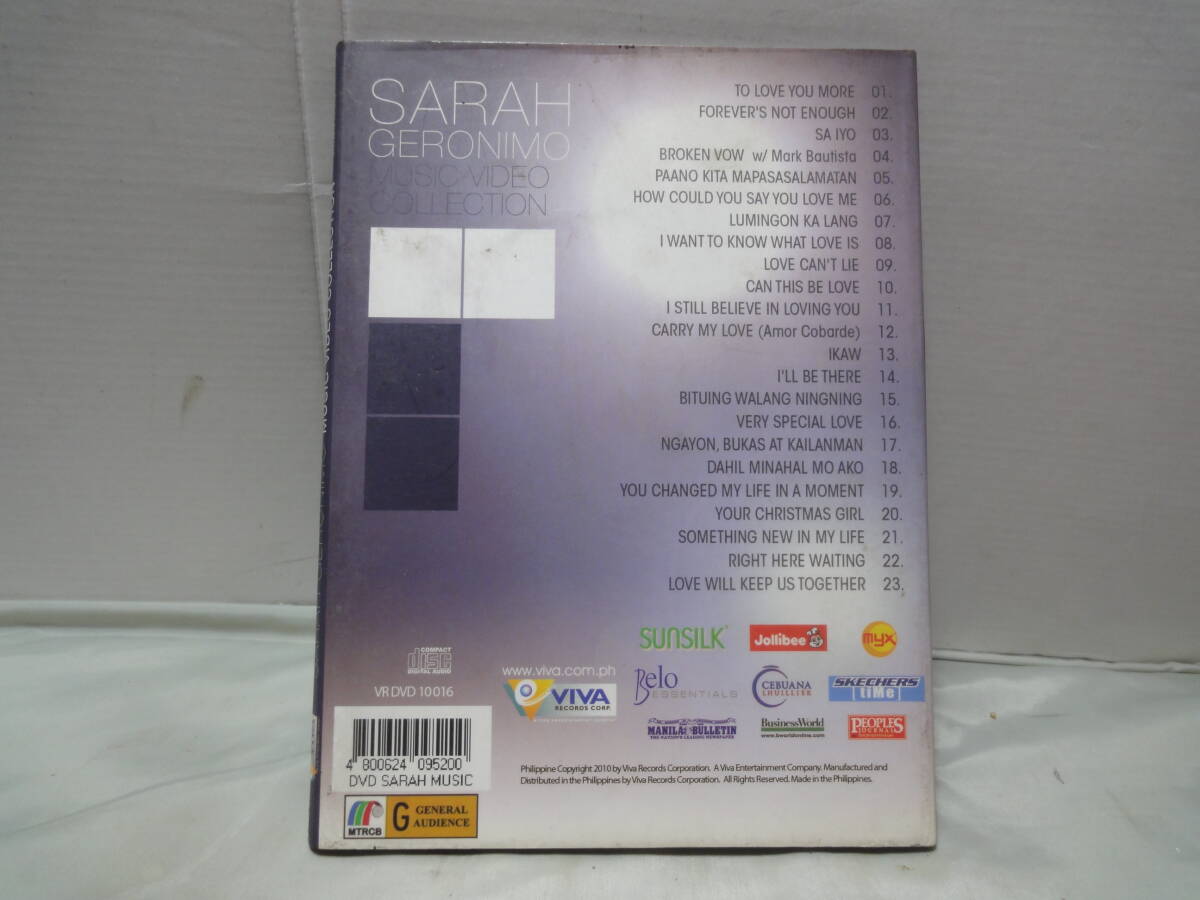 SARAH
GERONIMO
MUSIC VIDEO
COLLECTION
TO LOVE YOU MORE 01.
FOREVER'S NOT ENOUGH 02.
SA IYO 03.
BROKEN VOW w/ Mark Bautista 04.
PAANO KITA MAPASASALAMATAN 05.
HOW COULD YOU SAY YOU LOVE ME 06.
LUMINGON KA LANG 07.
I WANT TO KNOW WHAT LOVE IS 08.
LOVE CAN'T LIE 09.
CAN THIS BE LOVE 10.
I STILL BELIEVE IN LOVING YOU 11.
CARRY MY LOVE (Amor Cobarde) 12.
IKAW 13.
I'LL BE THERE 14.
BITUING WALANG NINGNING 15.
VERY SPECIAL LOVE 16.
NGAYON, BUKAS AT KAILANMAN 17.
DAHIL MINAHAL MO AKO 18.
YOU CHANGED MY LIFE IN A MOMENT 19.
YOUR CHRISTMAS GIRL 20.
SOMETHING NEW IN MY LIFE 21.
RIGHT HERE WAITING 22.
LOVE WILL KEEP US TOGETHER 23.
SUNSILK
Jollibee
myx
COMPACT
disc
DIGITAL AUDIO
VR DVD 10016
www.viva.com.ph
VIVA
RECORDS CORP.
Belo
ESSENTIALS
CEBUANA
LHUILLIER
SKECHERS
tiMe
MANILA BULLETIN
THE NATION'S LEADING NEWSPAPER
BusinessWorld
www.bworldonline.com
PEOPLE'S
JOURNAL
4 800624 095200
DVD SARAH MUSIC
Philippine Copyright 2010 by Viva Records Corporation. A Viva Entertainment Company. Manufactured and
Distributed in the Philippines by Viva Records Corporation. All Rights Reserved. Made in the Philippines.
MTRCB
G GENERAL
AUDIENCE